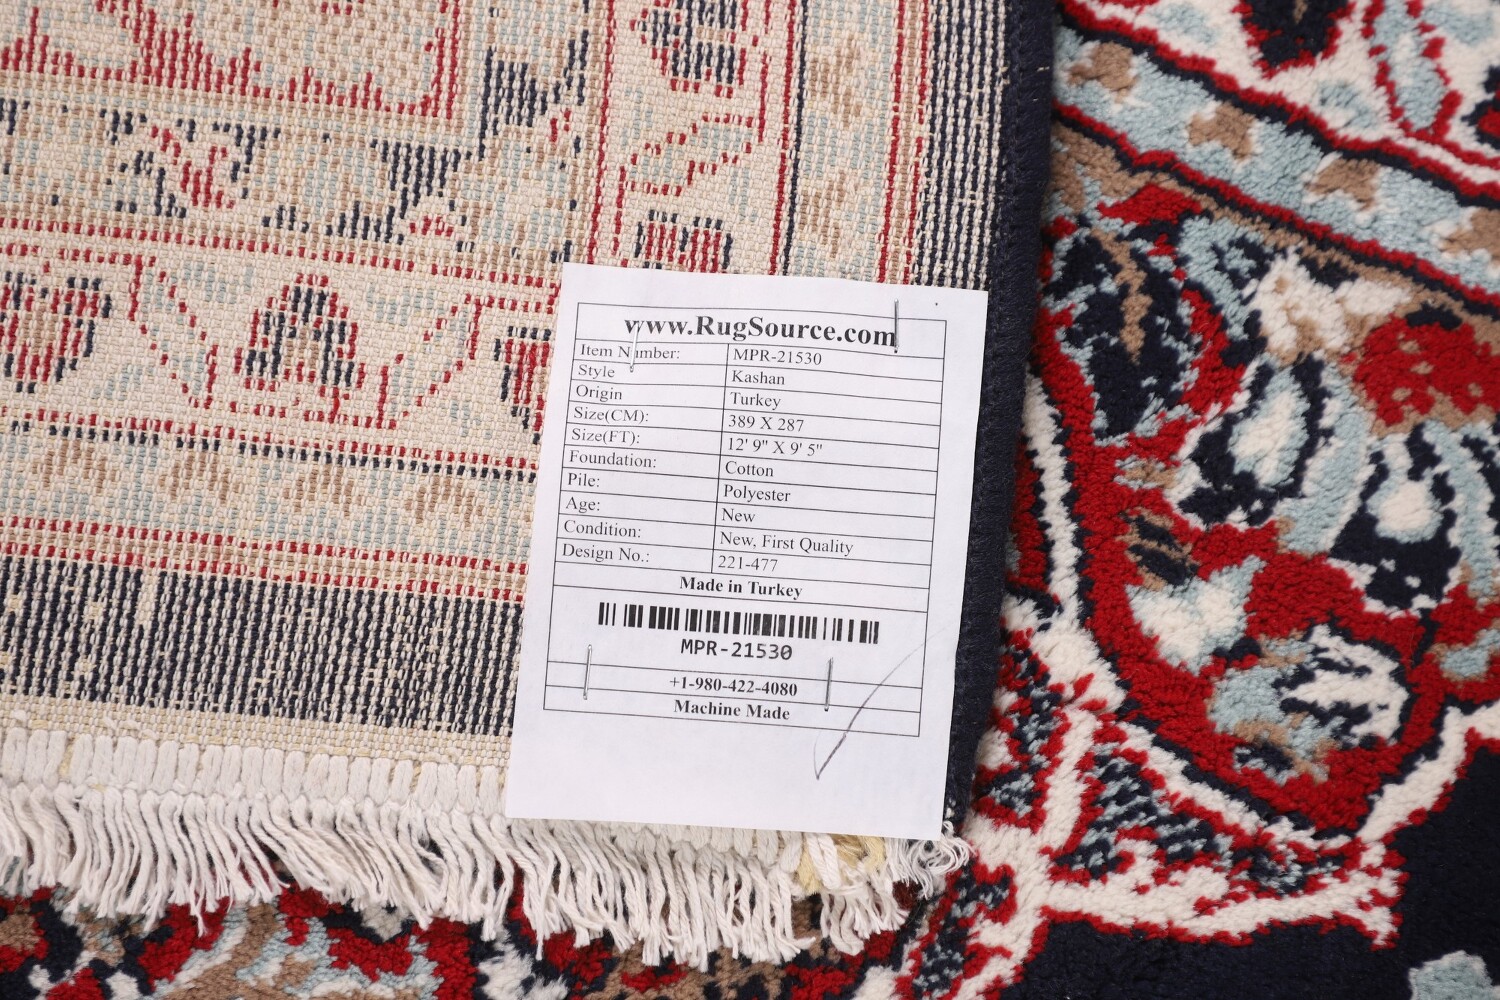 www.RugSource.com
Item Number: MPR-21530
Style Kashan
Origin Turkey
Size(CM): 389 X 287
Size(FT): 12' 9" X 9' 5"
Foundation: Cotton
Pile: Polyester
Age: New
Condition: New, First Quality
Design No.: 221-477
Made in Turkey
MPR-21530
+1-980-422-4080
Machine Made